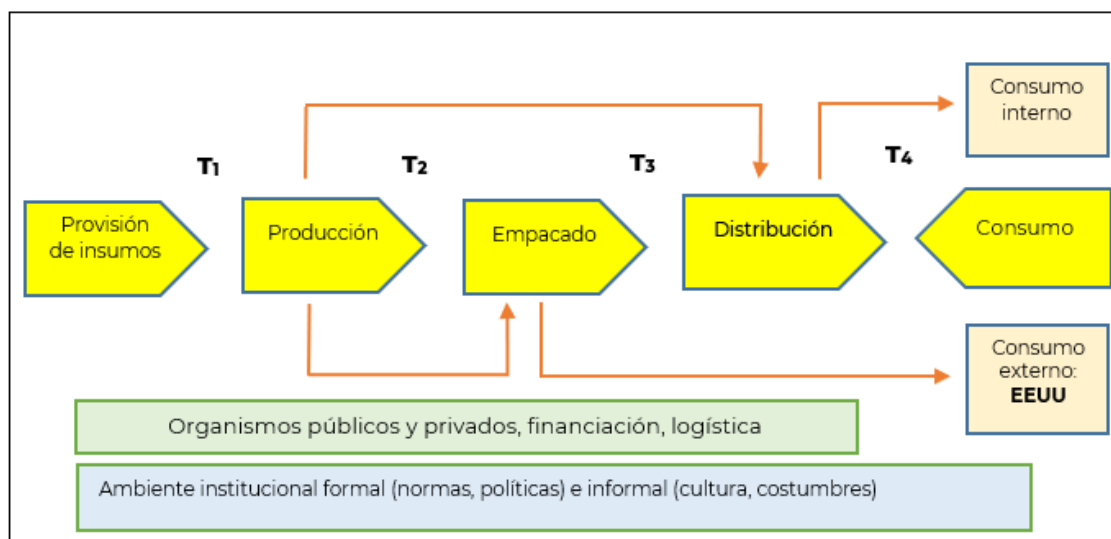 Consumo
interno
T1
T2
T3
T4
Provisión
de insumos
Producción
Empacado
Distribución
Consumo
Consumo
externo:
EEUU
Organismos públicos y privados, financiación, logística
Ambiente institucional formal (normas, políticas) e informal (cultura, costumbres)